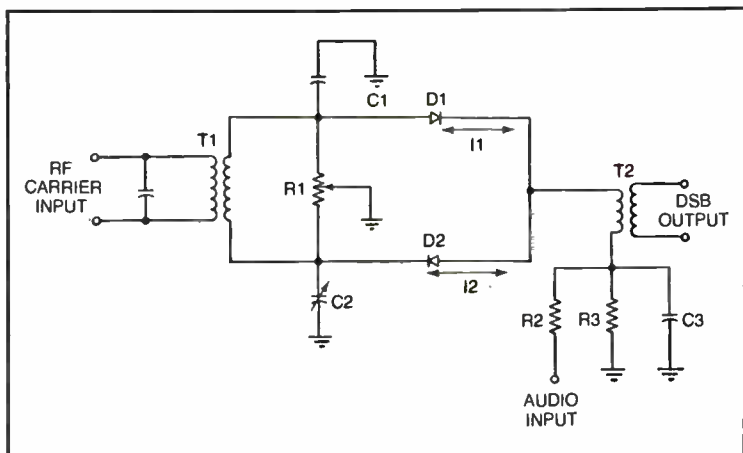 C1
D1
I1
T1
RF
CARRIER
INPUT
R1
T2
DSB
OUTPUT
D2
I2
C2
R2
R3
C3
AUDIO
INPUT